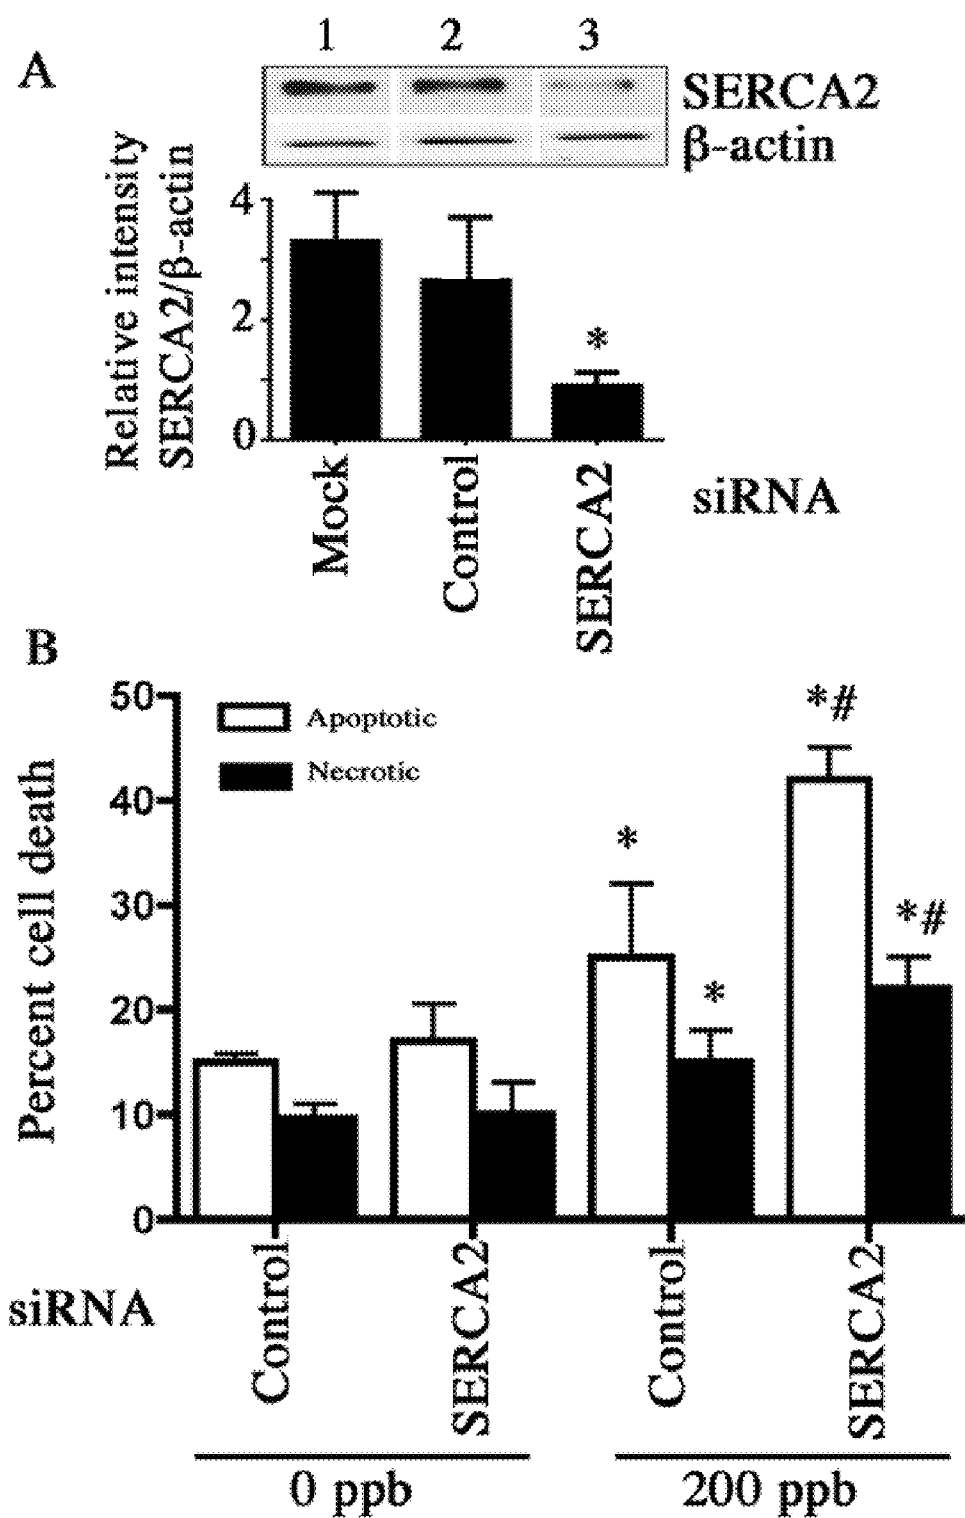 A
1 2 3
SERCA2
β-actin
Relative intensity
SERCA2/β-actin
4
2
0
Mock
Control
SERCA2
siRNA
*
B
Percent cell death
50
40
30
20
10
0
Apoptotic
Necrotic
*
*
*#
*#
siRNA
Control
SERCA2
Control
SERCA2
0 ppb
200 ppb